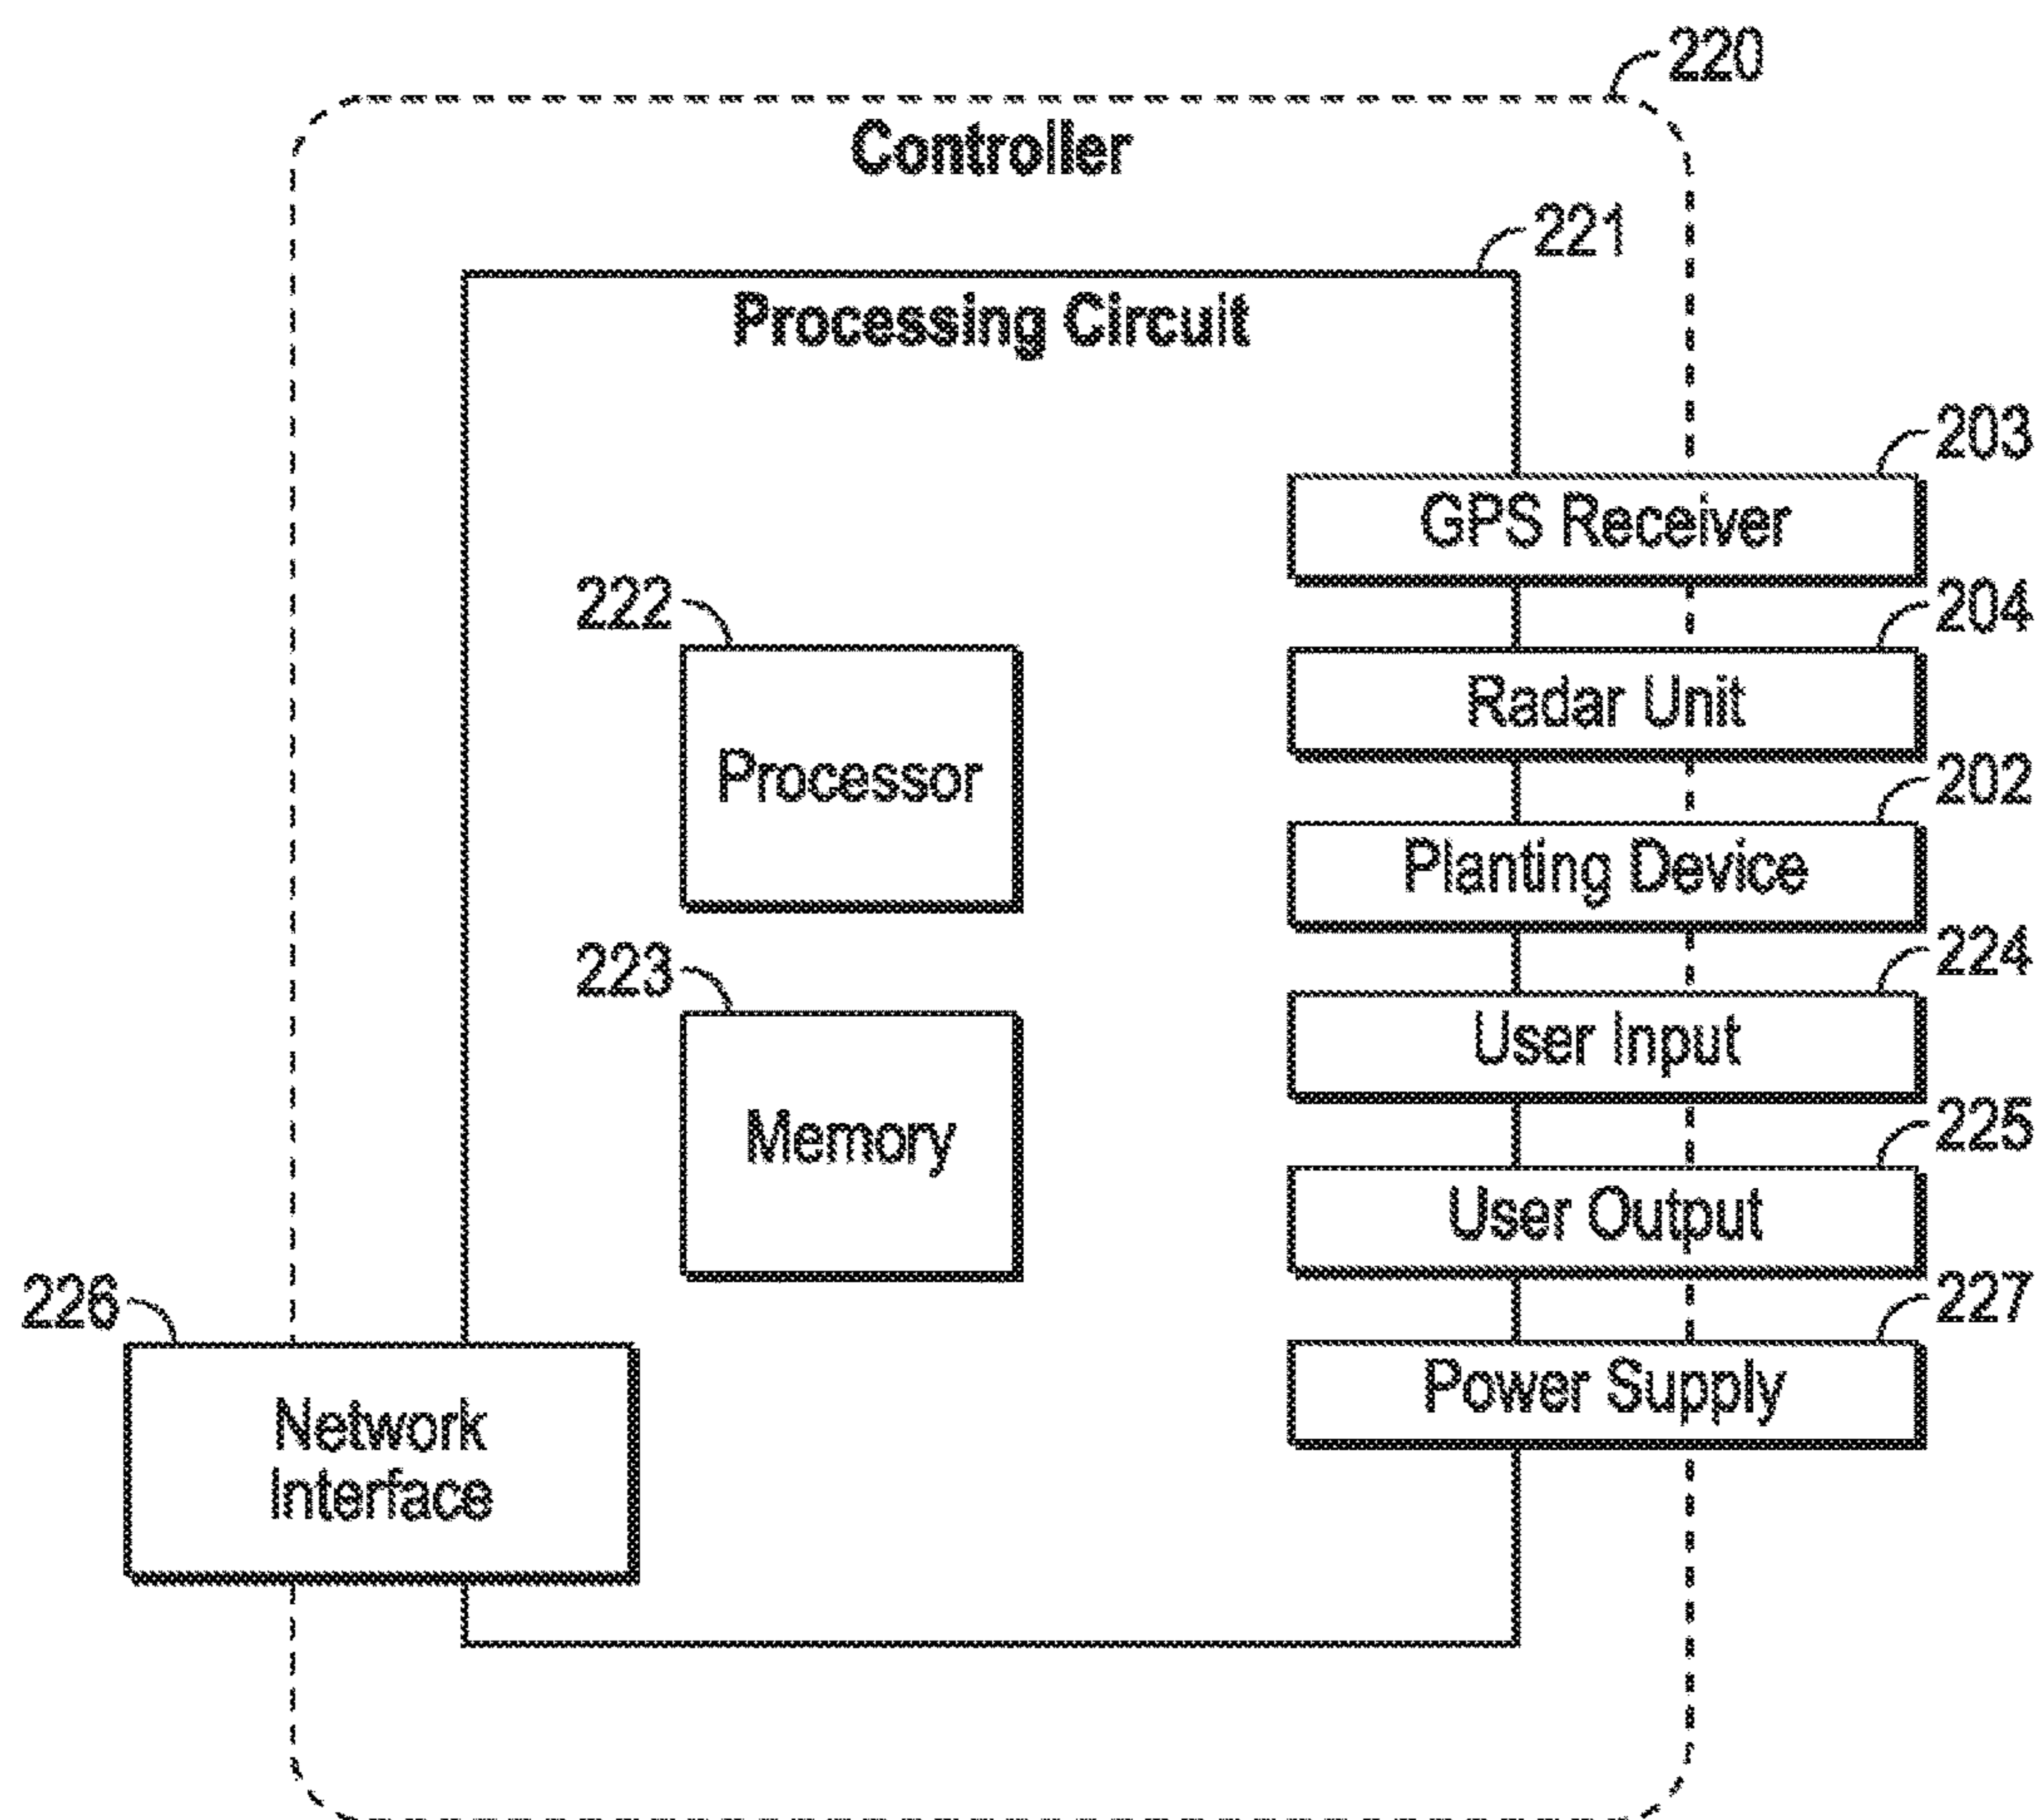 220
Controller
221
Processing Circuit
203
GPS Receiver
222
204
Radar Unit
Processor
202
Planting Device
223
224
User Input
Memory
225
User Output
226
227
Power Supply
Network
Interface